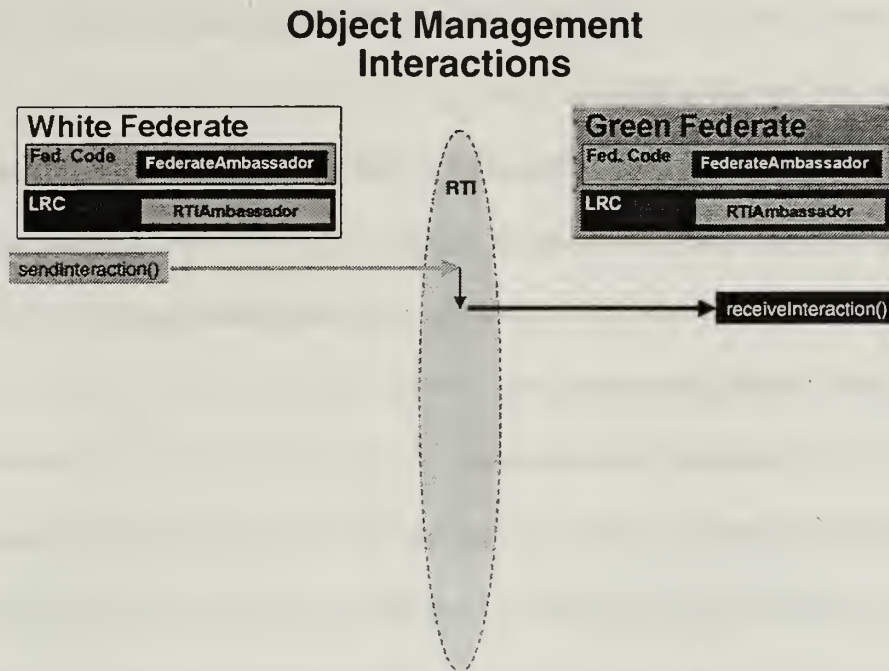 Object Management
Interactions
White Federate
Fed. Code
FederateAmbassador
LRC
RTIAmbassador
Green Federate
Fed. Code
FederateAmbassador
LRC
RTIAmbassador
RTI
sendInteraction()
receiveInteraction()